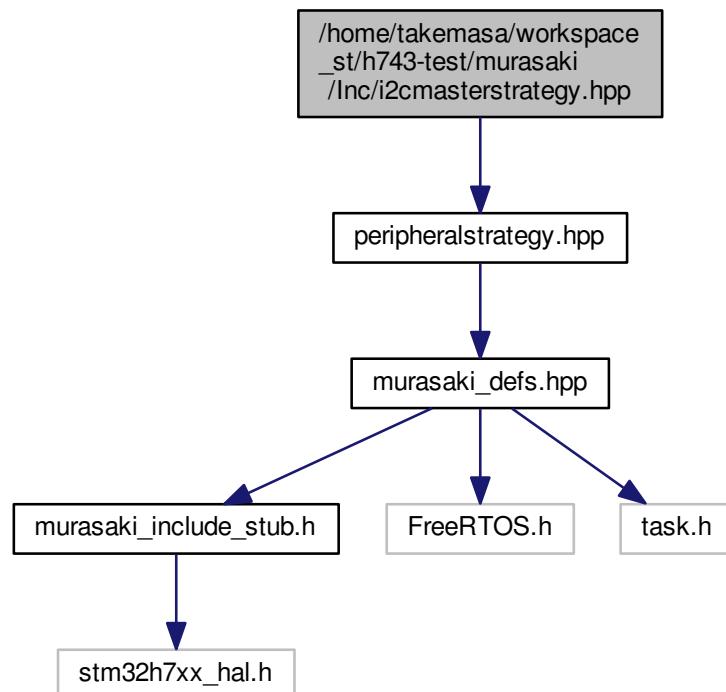 /home/takemasa/workspace
_st/h743-test/murasaki
/Inc/i2cmasterstrategy.hpp
peripheralstrategy.hpp
murasaki_defs.hpp
murasaki_include_stub.h
FreeRTOS.h
task.h
stm32h7xx_hal.h